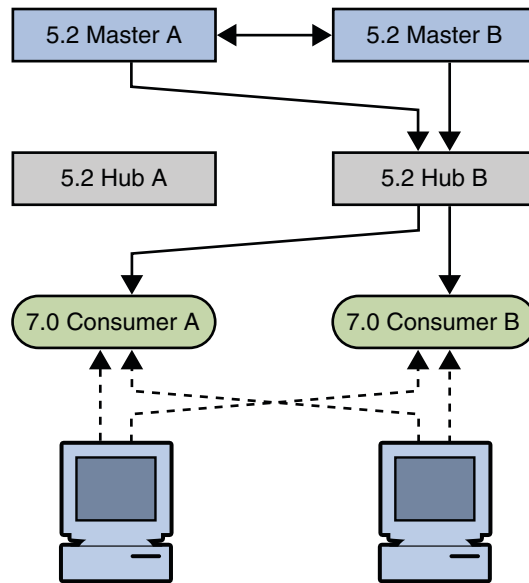 5.2 Master A
5.2 Master B
5.2 Hub A
5.2 Hub B
7.0 Consumer A
7.0 Consumer B